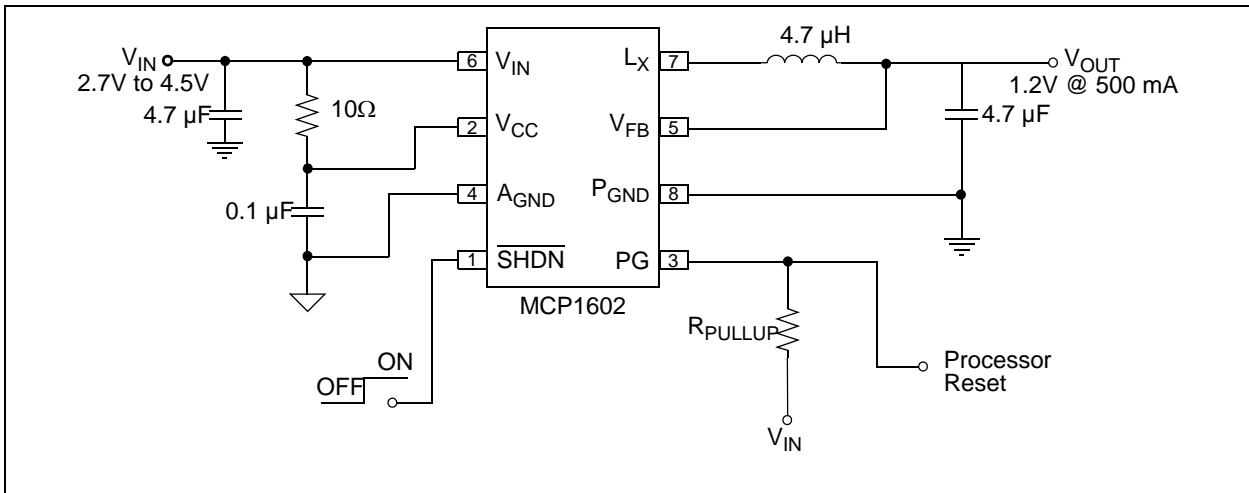 V_IN
2.7V to 4.5V
4.7 µF
10Ω
0.1 µF
6 V_IN
2 V_CC
4 A_GND
1 SHDN
L_X 7
V_FB 5
P_GND 8
PG 3
MCP1602
4.7 µH
V_OUT
1.2V @ 500 mA
4.7 µF
R_PULLUP
V_IN
Processor
Reset
ON
OFF